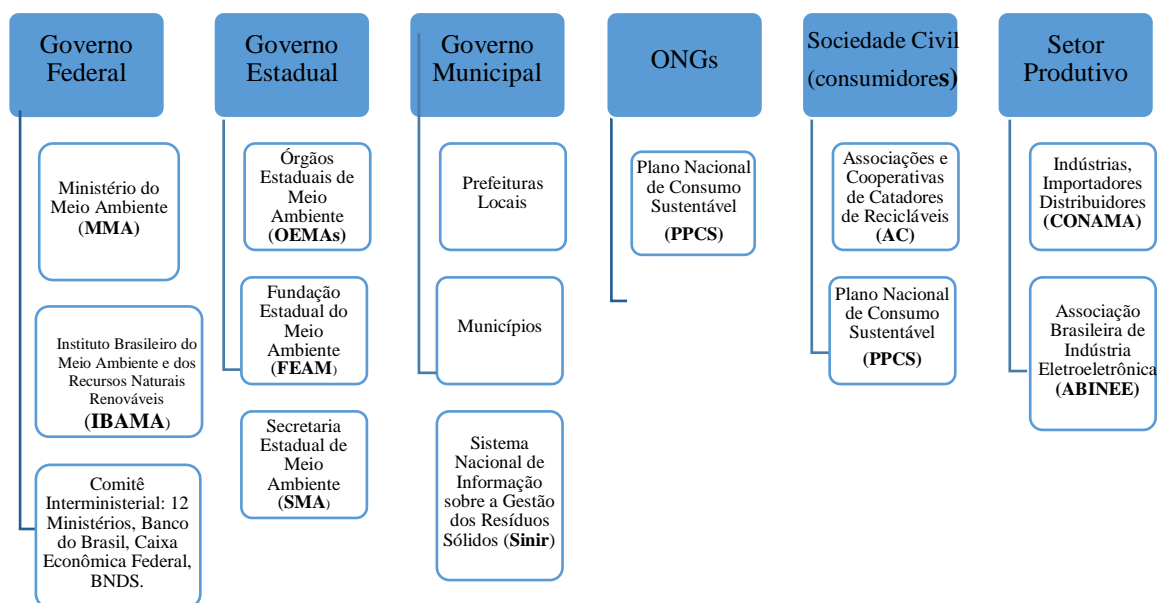 Governo
Federal
Ministério do
Meio Ambiente
(MMA)
Instituto Brasileiro do
Meio Ambiente e dos
Recursos Naturais
Renováveis
(IBAMA)
Comitê
Interministerial: 12
Ministérios, Banco
do Brasil, Caixa
Econômica Federal,
BNDS.
Governo
Estadual
Órgãos
Estaduais de
Meio
Ambiente
(OEMAs)
Fundação
Estadual do
Meio
Ambiente
(FEAM)
Secretaria
Estadual de
Meio
Ambiente
(SMA)
Governo
Municipal
Prefeituras
Locais
Municípios
Sistema
Nacional de
Informação
sobre a Gestão
dos Resíduos
Sólidos (Sinir)
ONGs
Plano Nacional
de Consumo
Sustentável
(PPCS)
Sociedade Civil
(consumidores)
Associações e
Cooperativas
de Catadores
de Recicláveis
(AC)
Plano Nacional
de Consumo
Sustentável
(PPCS)
Setor
Produtivo
Indústrias,
Importadores
Distribuidores
(CONAMA)
Associação
Brasileira de
Indústria
Eletroeletrônica
(ABINEE)